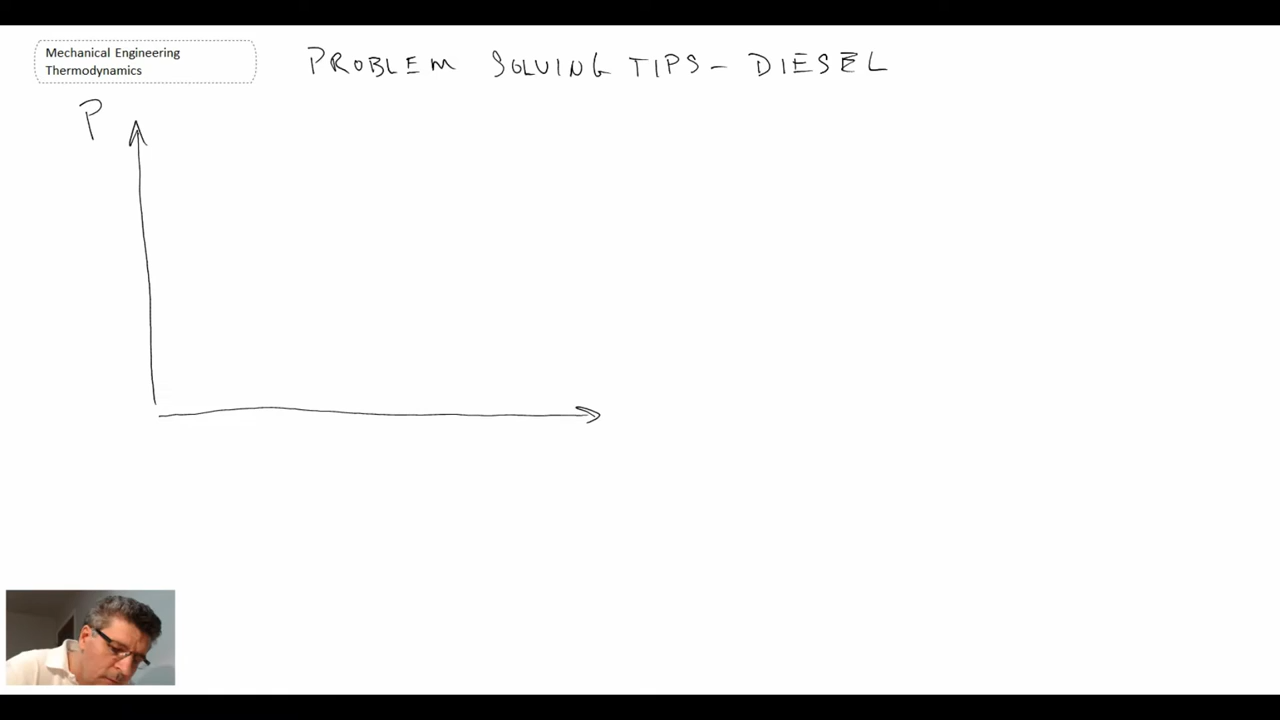 Mechanical Engineering
Thermodynamics
PROBLEM SOLVING TIPS - DIESEL
P